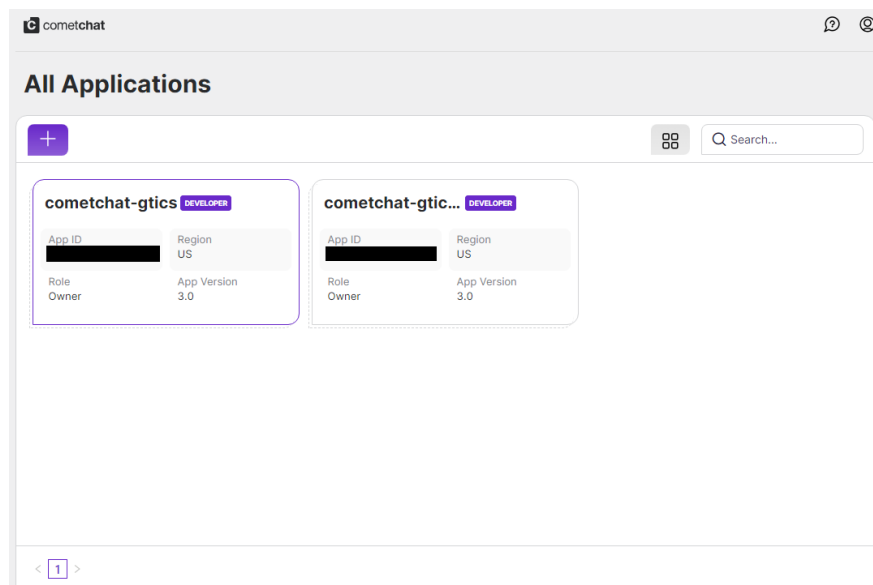 cometchat
All Applications
Search...
cometchat-gtics DEVELOPER
App ID
Region
US
Role
Owner
App Version
3.0
cometchat-gtic... DEVELOPER
App ID
Region
US
Role
Owner
App Version
3.0
< 1 >